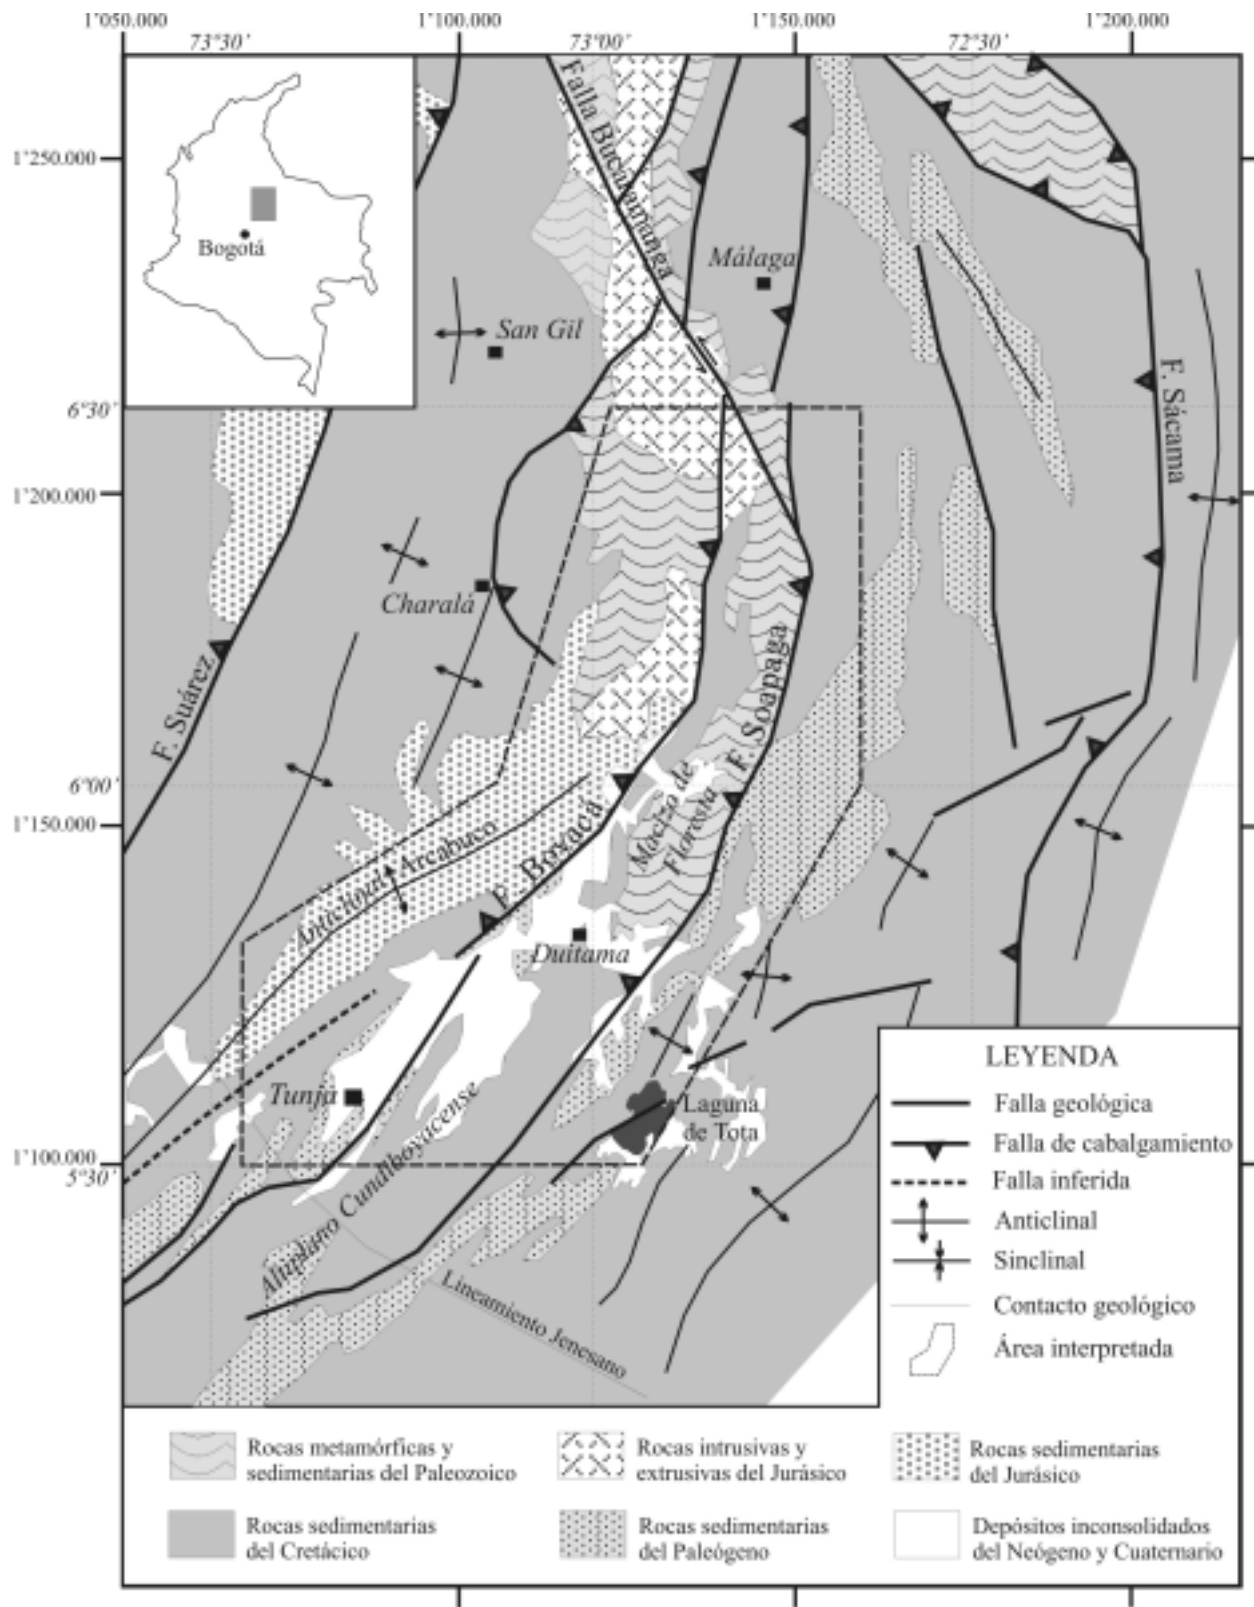 1'050.000
1'100.000
1'150.000
1'200.000
73°30'
73°00'
72°30'
1'250.000
6°30'
1'200.000
6°00'
1'150.000
1'100.000
5°30'
Bogotá
Falla Bucaramanga
Málaga
San Gil
F. Sácama
Charalá
F. Suárez
F. Soapaga
Macizo de
Floresta
Anticlinal Arcabuco
F. Boyacá
Duitama
Tunja
Altiplano Cundiboyacense
Laguna
de Tota
Lineamiento Jenesano
LEYENDA
Falla geológica
Falla de cabalgamiento
Falla inferida
Anticlinal
Sinclinal
Contacto geológico
Área interpretada
Rocas metamórficas y
sedimentarias del Paleozoico
Rocas intrusivas y
extrusivas del Jurásico
Rocas sedimentarias
del Jurásico
Rocas sedimentarias
del Cretácico
Rocas sedimentarias
del Paleógeno
Depósitos inconsolidados
del Neógeno y Cuaternario